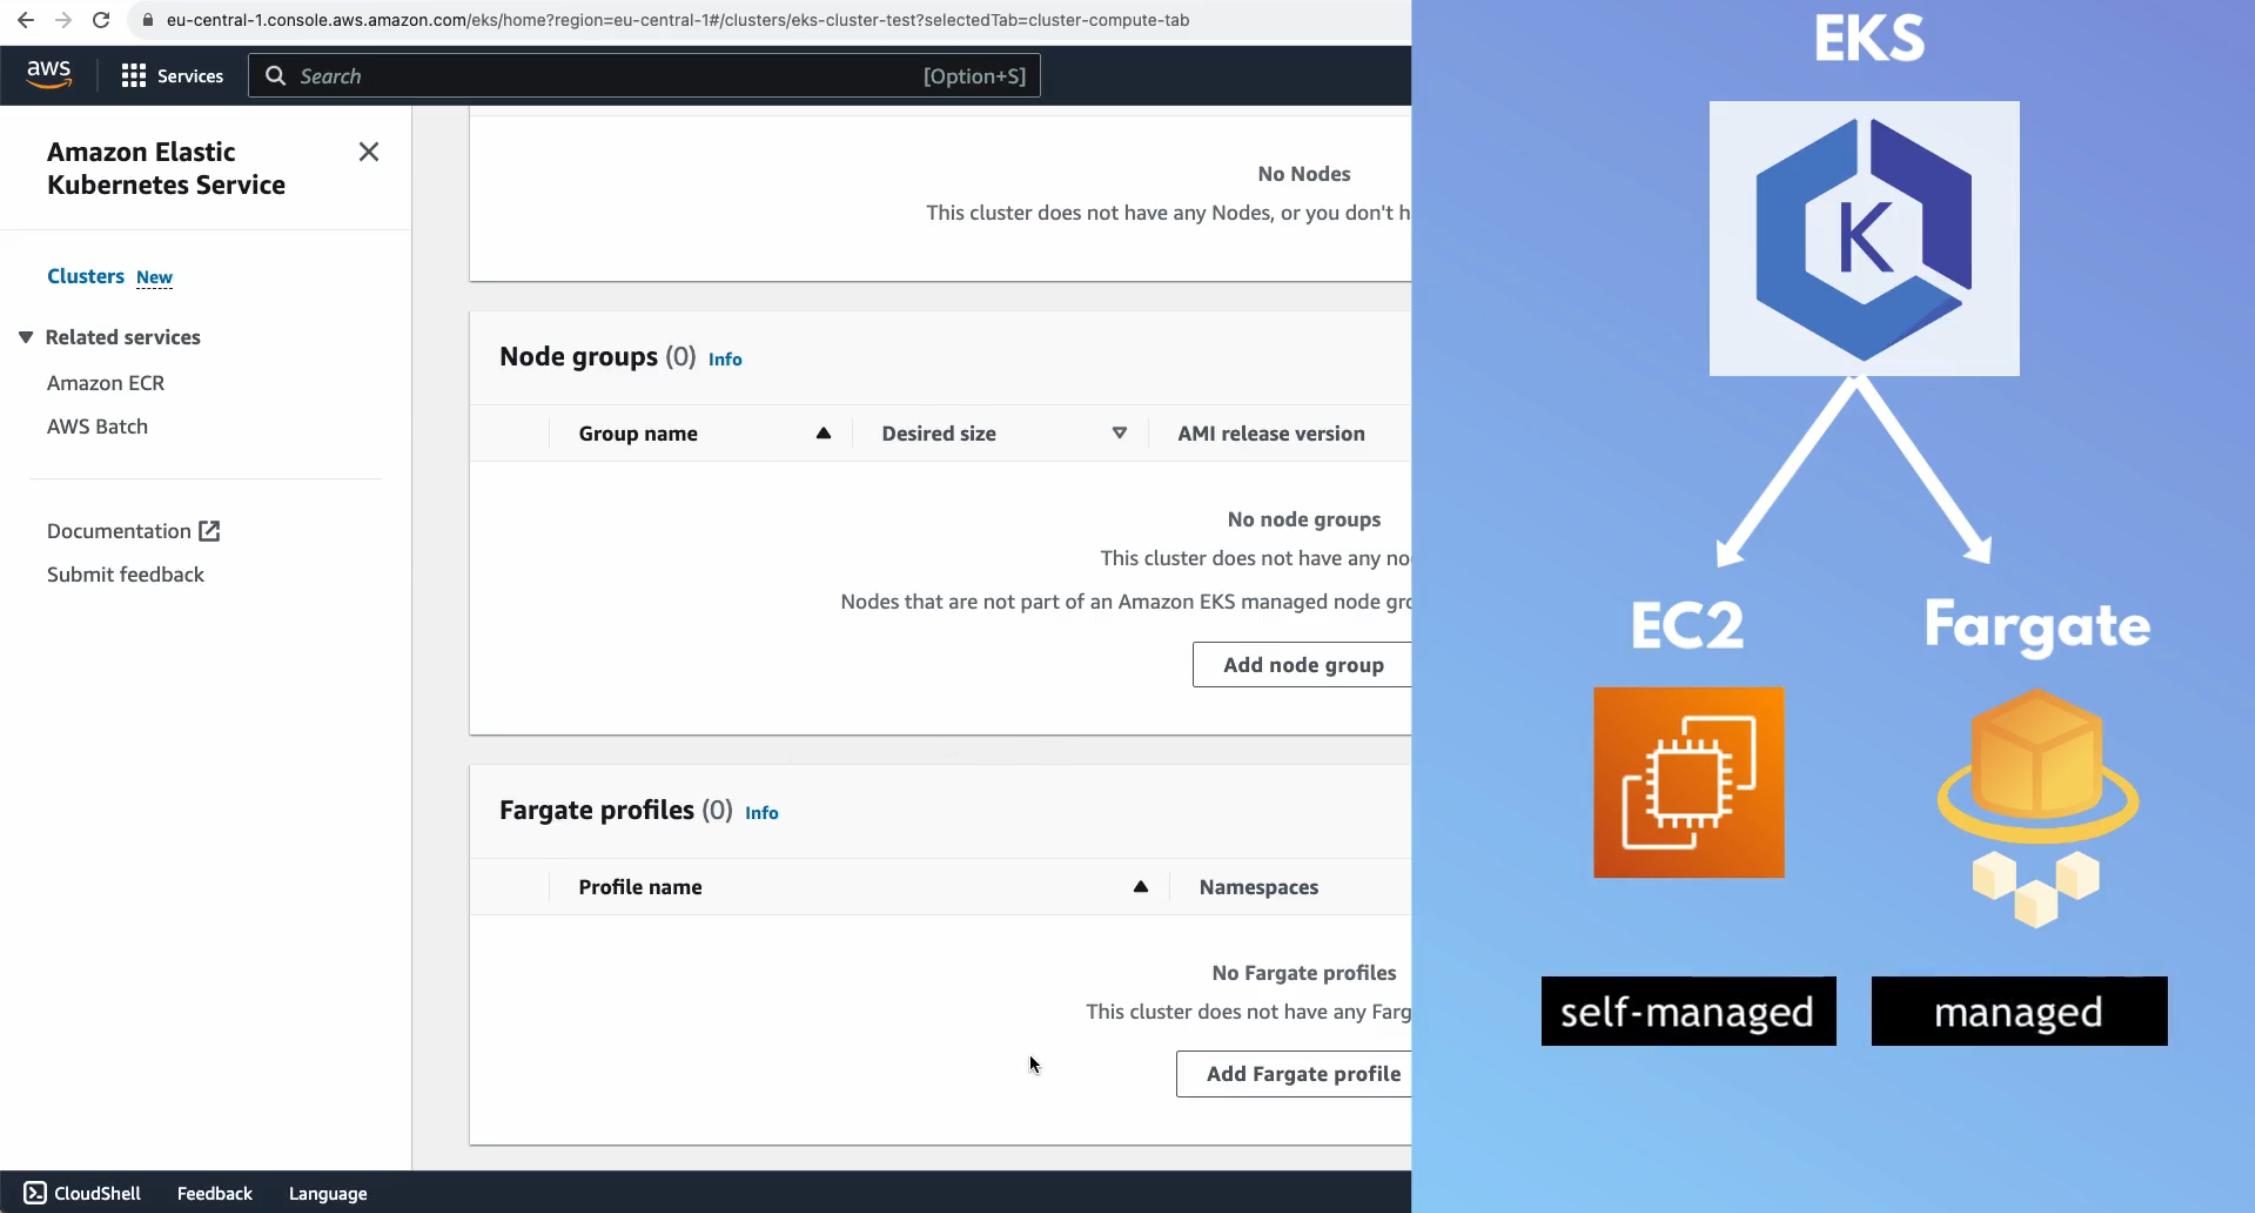 eu-central-1.console.aws.amazon.com/eks/home?region=eu-central-1#/clusters/eks-cluster-test?selectedTab=cluster-compute-tab
aws
Services
Search
[Option+S]
Amazon Elastic
Kubernetes Service
Clusters New
Related services
Amazon ECR
AWS Batch
Documentation
Submit feedback
No Nodes
This cluster does not have any Nodes, or you don't h
Node groups (0) Info
Group name
Desired size
AMI release version
No node groups
This cluster does not have any no
Nodes that are not part of an Amazon EKS managed node gro
Add node group
Fargate profiles (0) Info
Profile name
Namespaces
No Fargate profiles
This cluster does not have any Farg
Add Fargate profile
CloudShell
Feedback
Language
EKS
K
EC2
Fargate
self-managed
managed